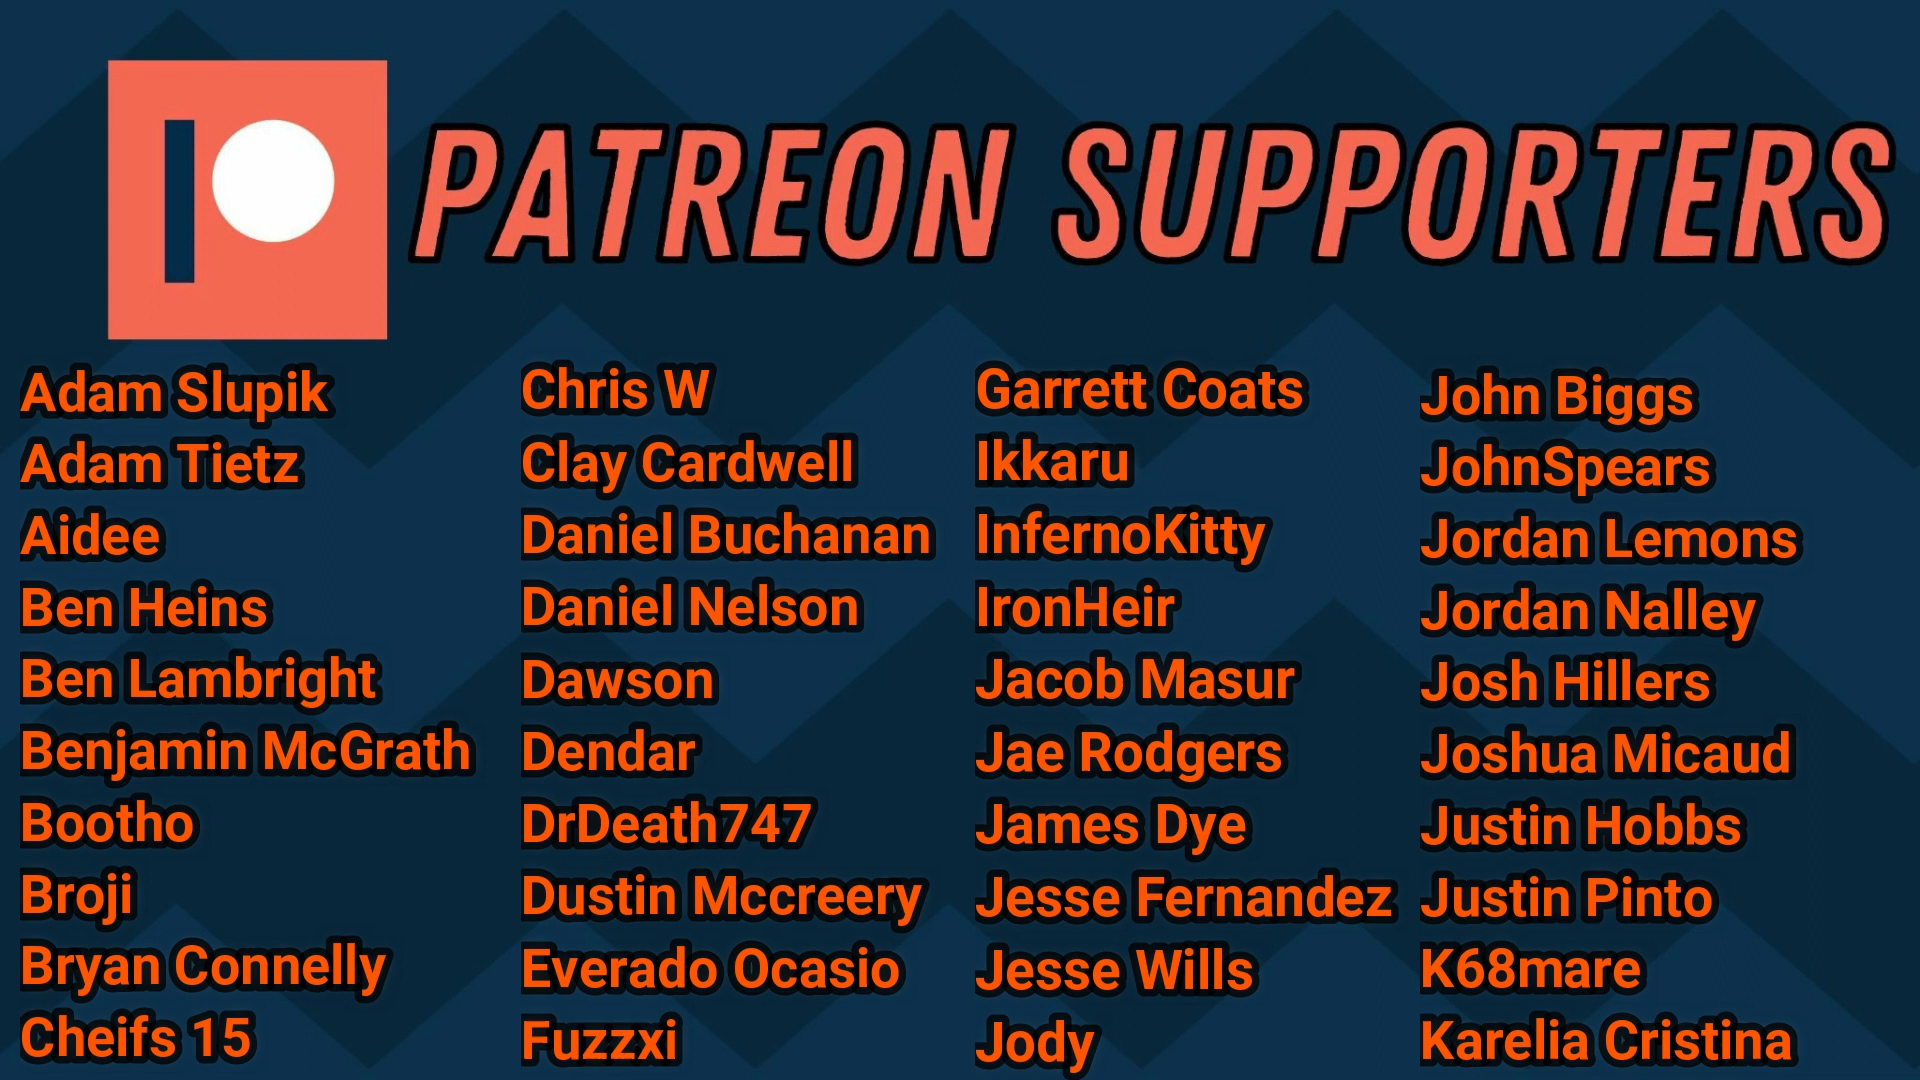 PATREON SUPPORTERS
Adam Slupik
Adam Tietz
Aidee
Ben Heins
Ben Lambright
Benjamin McGrath
Bootho
Broji
Bryan Connelly
Cheifs 15
Chris W
Clay Cardwell
Daniel Buchanan
Daniel Nelson
Dawson
Dendar
DrDeath747
Dustin Mccreery
Everado Ocasio
Fuzzxi
Garrett Coats
Ikkaru
InfernoKitty
IronHeir
Jacob Masur
Jae Rodgers
James Dye
Jesse Fernandez
Jesse Wills
Jody
John Biggs
JohnSpears
Jordan Lemons
Jordan Nalley
Josh Hillers
Joshua Micaud
Justin Hobbs
Justin Pinto
K68mare
Karelia Cristina